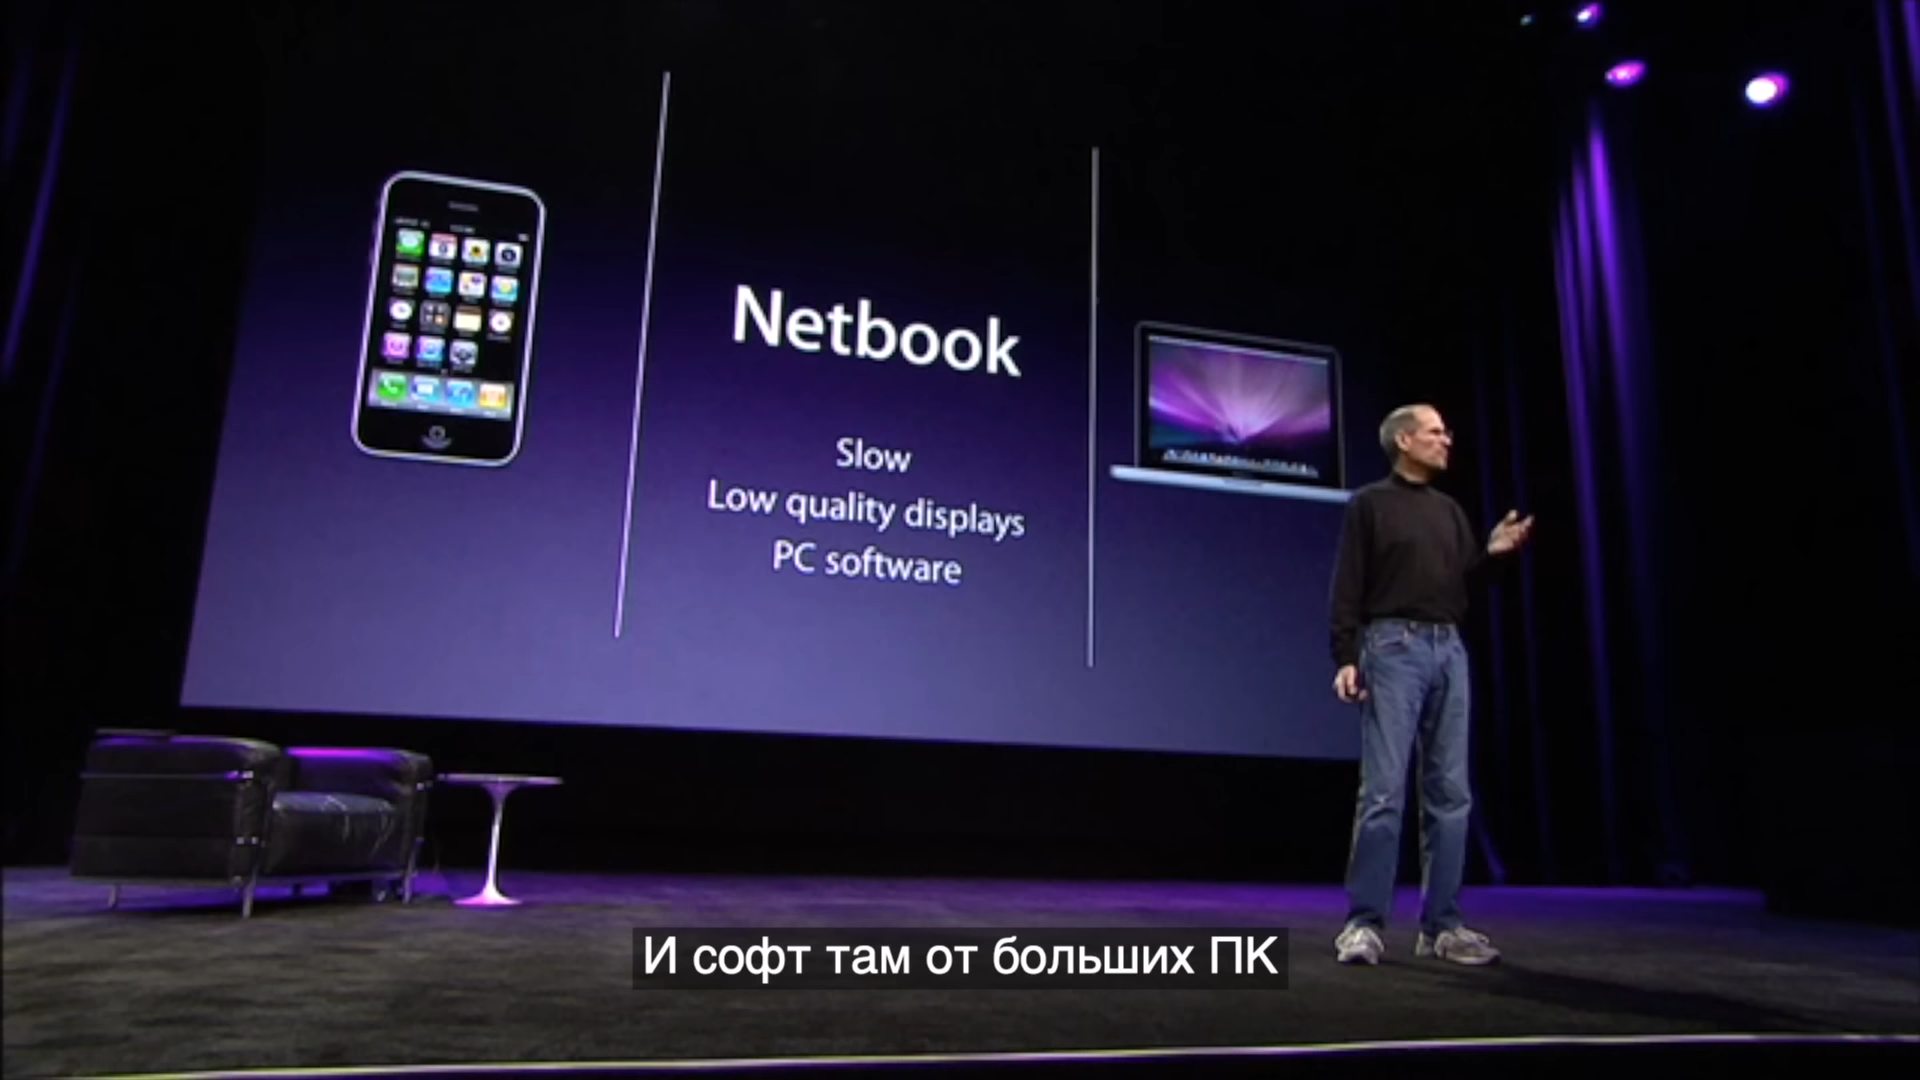 Netbook
Slow
Low quality displays
PC software
И софт там от больших ПК